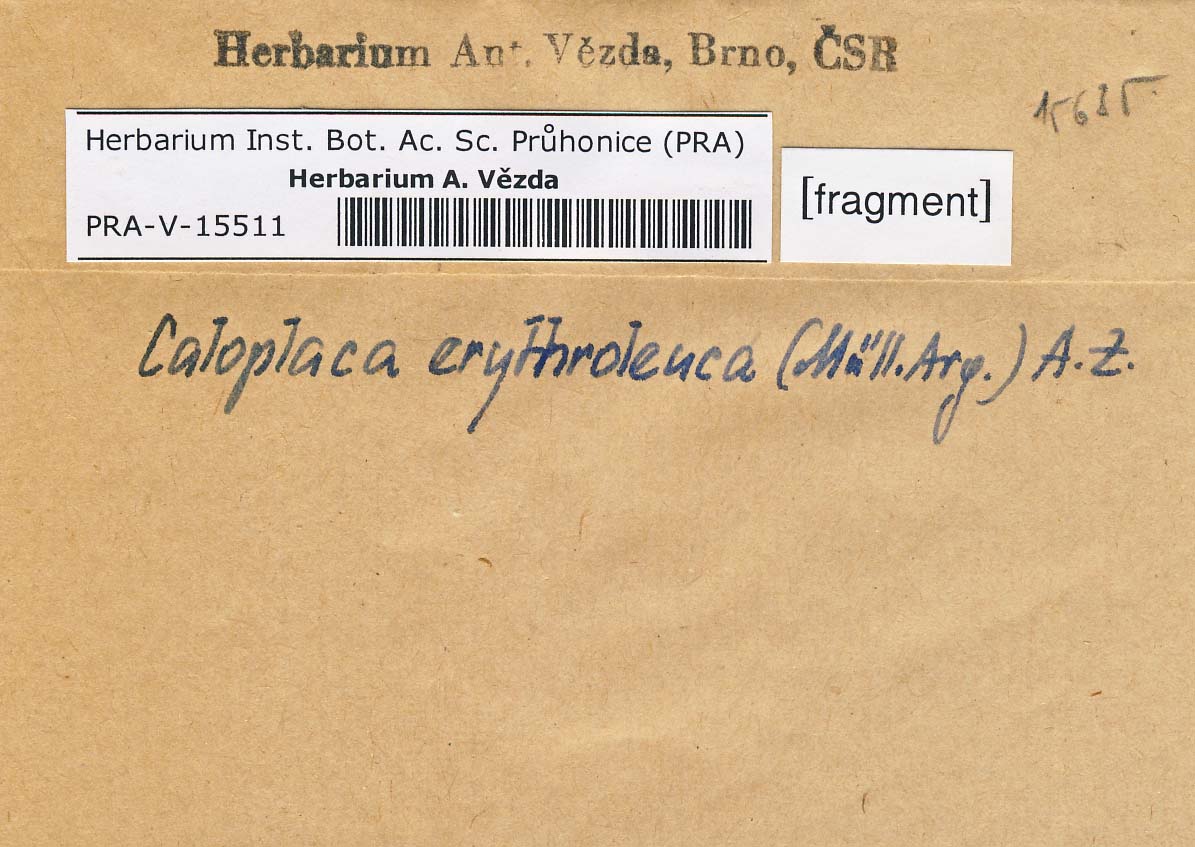 Herbarium Ant. Vězda, Brno, ČSR
Herbarium Inst. Bot. Ac. Sc. Průhonice (PRA)
Herbarium A. Vězda
PRA-V-15511
[fragment]
Caloplaca erythroleuca (Müll. Arg.) A. Z.